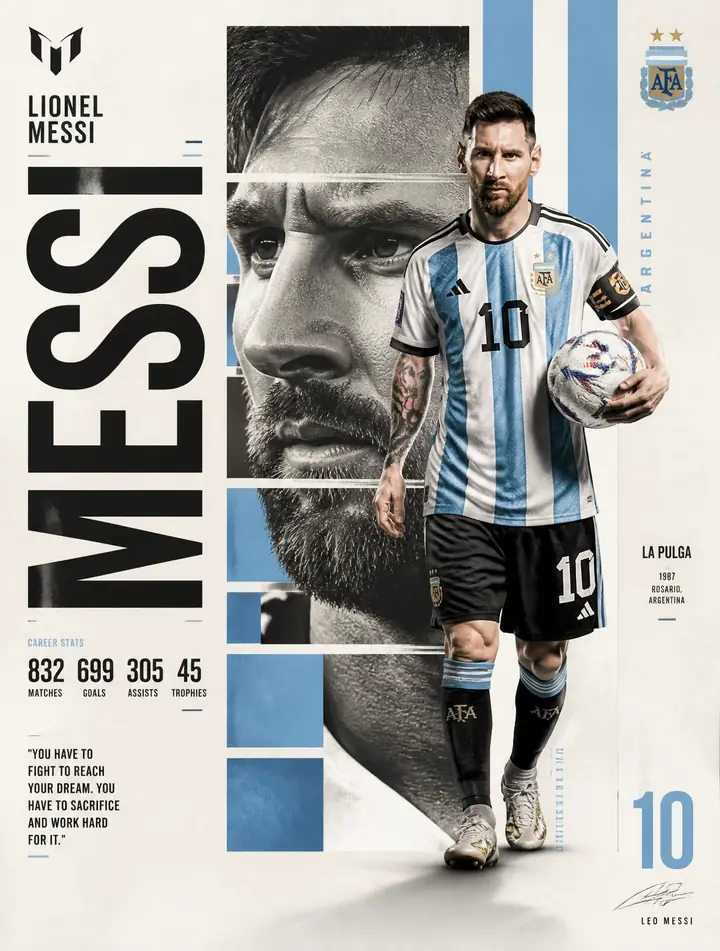 LIONEL
MESSI
MESSI
ARGENTINA
AFA
AFA
10
10
AFA
AFA
LA PULGA
1987
ROSARIO,
ARGENTINA
CAREER STATS
832 699 305 45
MATCHES GOALS ASSISTS TROPHIES
"YOU HAVE TO
FIGHT TO REACH
YOUR DREAM. YOU
HAVE TO SACRIFICE
AND WORK HARD
FOR IT."
10
LEO MESSI